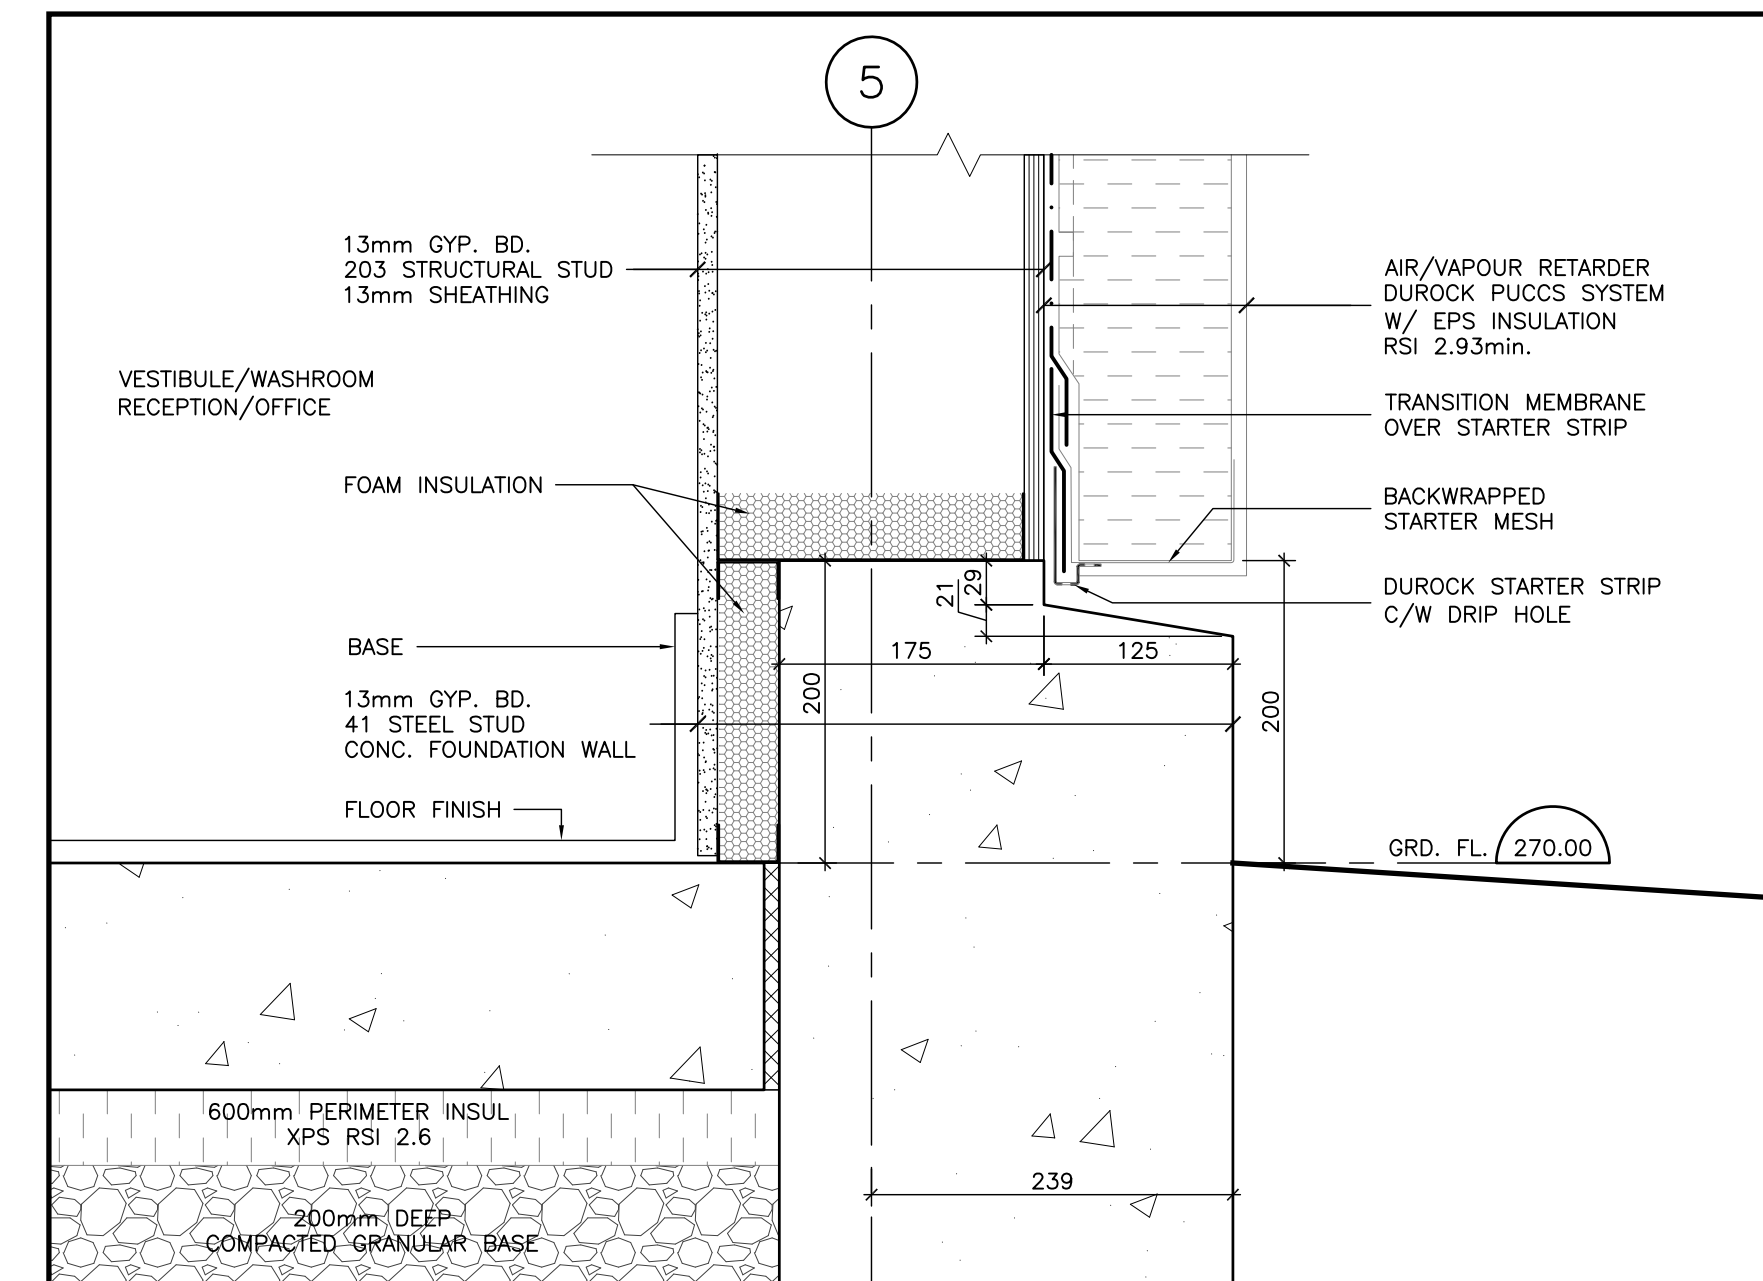 5
13mm GYP. BD.
203 STRUCTURAL STUD
13mm SHEATHING
AIR/VAPOUR RETARDER
DUROCK PUCCS SYSTEM
W/ EPS INSULATION
RSI 2.93min.
VESTIBULE/WASHROOM
RECEPTION/OFFICE
TRANSITION MEMBRANE
OVER STARTER STRIP
FOAM INSULATION
BACKWRAPPED
STARTER MESH
29
21
DUROCK STARTER STRIP
C/W DRIP HOLE
BASE
175
125
200
200
13mm GYP. BD.
41 STEEL STUD
CONC. FOUNDATION WALL
FLOOR FINISH
GRD. FL. 270.00
600mm PERIMETER INSUL
XPS RSI 2.6
239
200mm DEEP
COMPACTED GRANULAR BASE